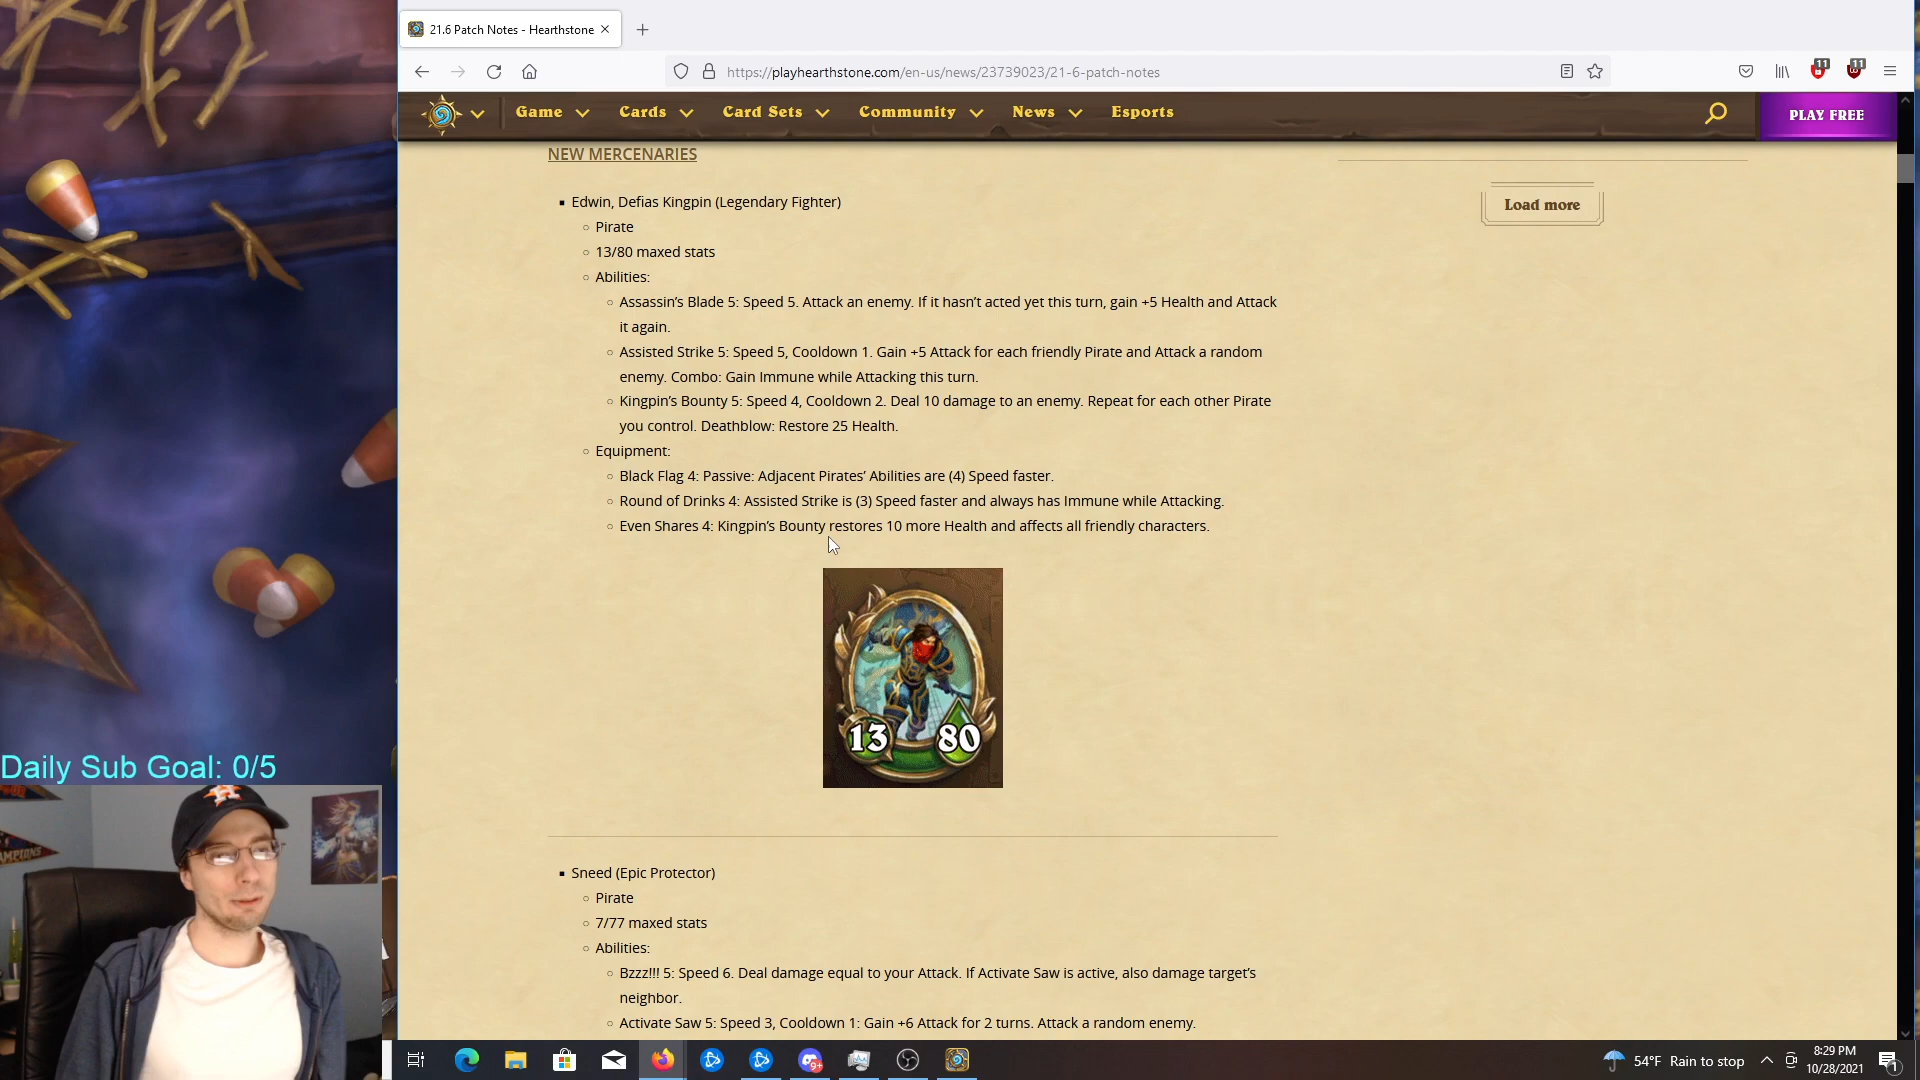 21.6 Patch Notes - Hearthstone
https://playhearthstone.com/en-us/news/23739023/21-6-patch-notes
11
11
Game
Cards
Card Sets
Community
News
Esports
PLAY FREE
NEW MERCENARIES
Load more
Edwin, Defias Kingpin (Legendary Fighter)
Pirate
13/80 maxed stats
Abilities:
Assassin's Blade 5: Speed 5. Attack an enemy. If it hasn't acted yet this turn, gain +5 Health and Attack
it again.
Assisted Strike 5: Speed 5, Cooldown 1. Gain +5 Attack for each friendly Pirate and Attack a random
enemy. Combo: Gain Immune while Attacking this turn.
Kingpin's Bounty 5: Speed 4, Cooldown 2. Deal 10 damage to an enemy. Repeat for each other Pirate
you control. Deathblow: Restore 25 Health.
Equipment:
Black Flag 4: Passive: Adjacent Pirates' Abilities are (4) Speed faster.
Round of Drinks 4: Assisted Strike is (3) Speed faster and always has Immune while Attacking.
Even Shares 4: Kingpin's Bounty restores 10 more Health and affects all friendly characters.
13
80
Daily Sub Goal: 0/5
Sneed (Epic Protector)
Pirate
7/77 maxed stats
Abilities:
Bzzz!!! 5: Speed 6. Deal damage equal to your Attack. If Activate Saw is active, also damage target's
neighbor.
Activate Saw 5: Speed 3, Cooldown 1: Gain +6 Attack for 2 turns. Attack a random enemy.
9+
54°F Rain to stop
8:29 PM
10/28/2021
1